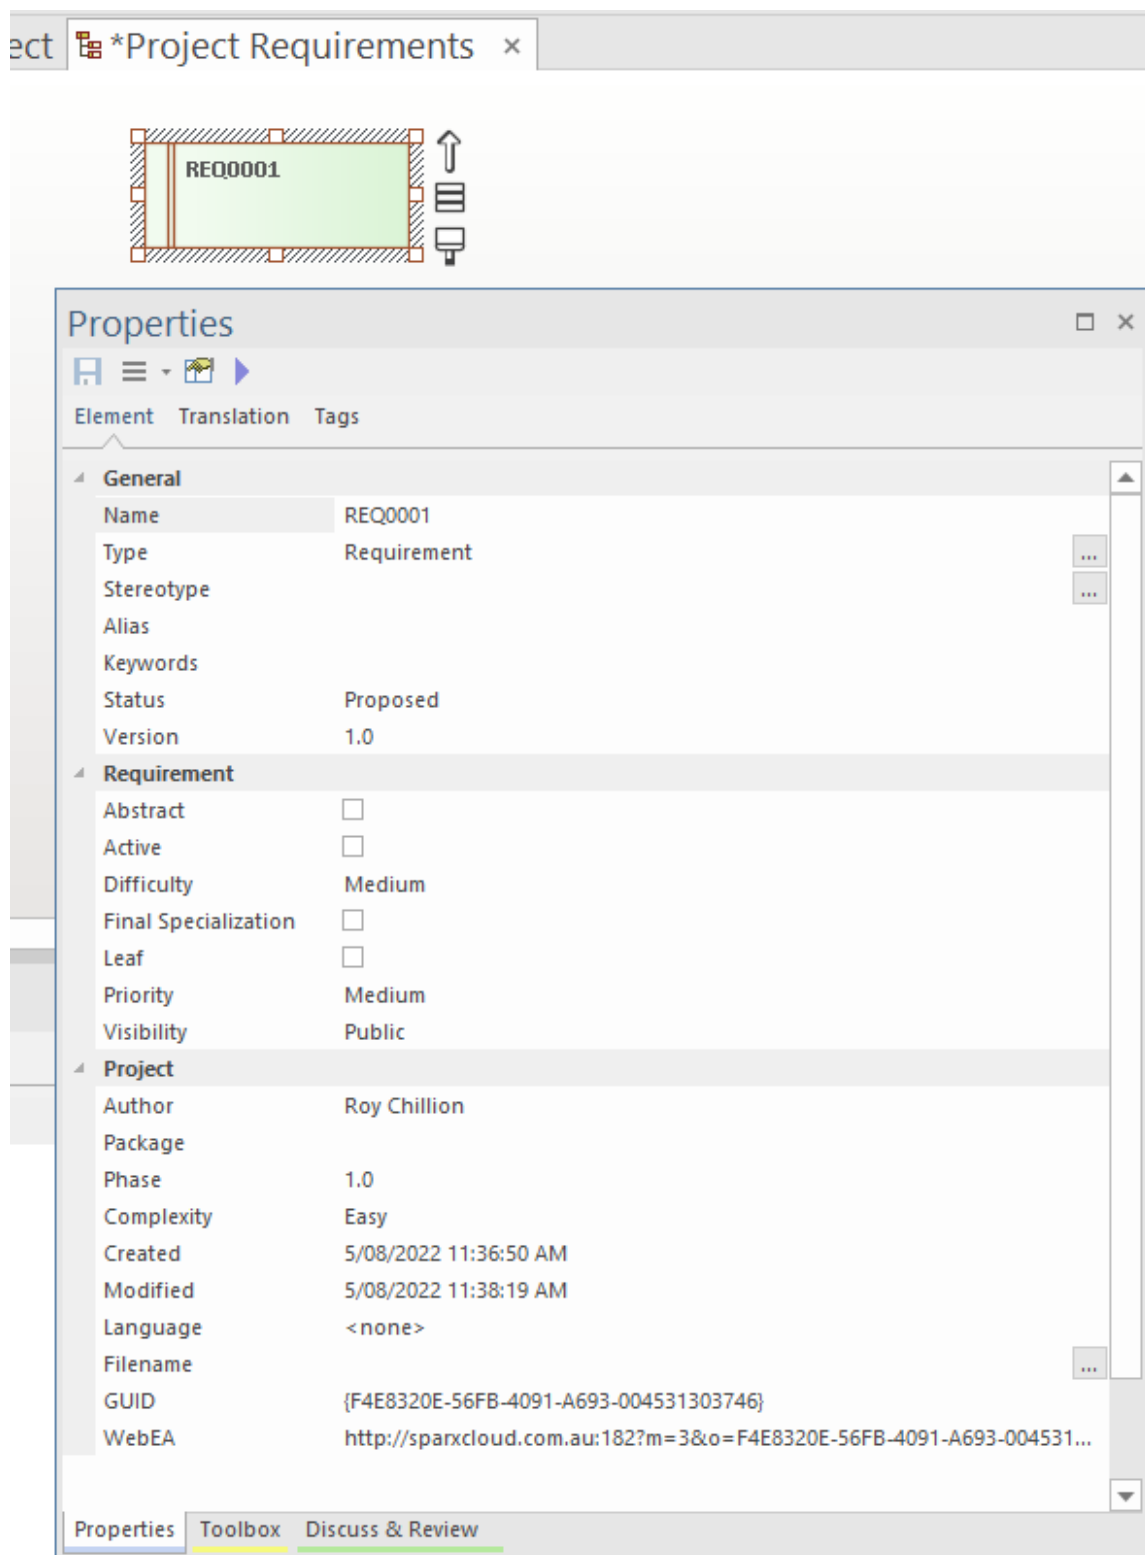 ect *Project Requirements ×
REQ0001
Properties
Element Translation Tags
General
Name REQ0001
Type Requirement ...
Stereotype ...
Alias
Keywords
Status Proposed
Version 1.0
Requirement
Abstract
Active
Difficulty Medium
Final Specialization
Leaf
Priority Medium
Visibility Public
Project
Author Roy Chillion
Package
Phase 1.0
Complexity Easy
Created 5/08/2022 11:36:50 AM
Modified 5/08/2022 11:38:19 AM
Language <none>
Filename ...
GUID {F4E8320E-56FB-4091-A693-004531303746}
WebEA http://sparxcloud.com.au:182?m=3&o=F4E8320E-56FB-4091-A693-004531...
Properties Toolbox Discuss & Review